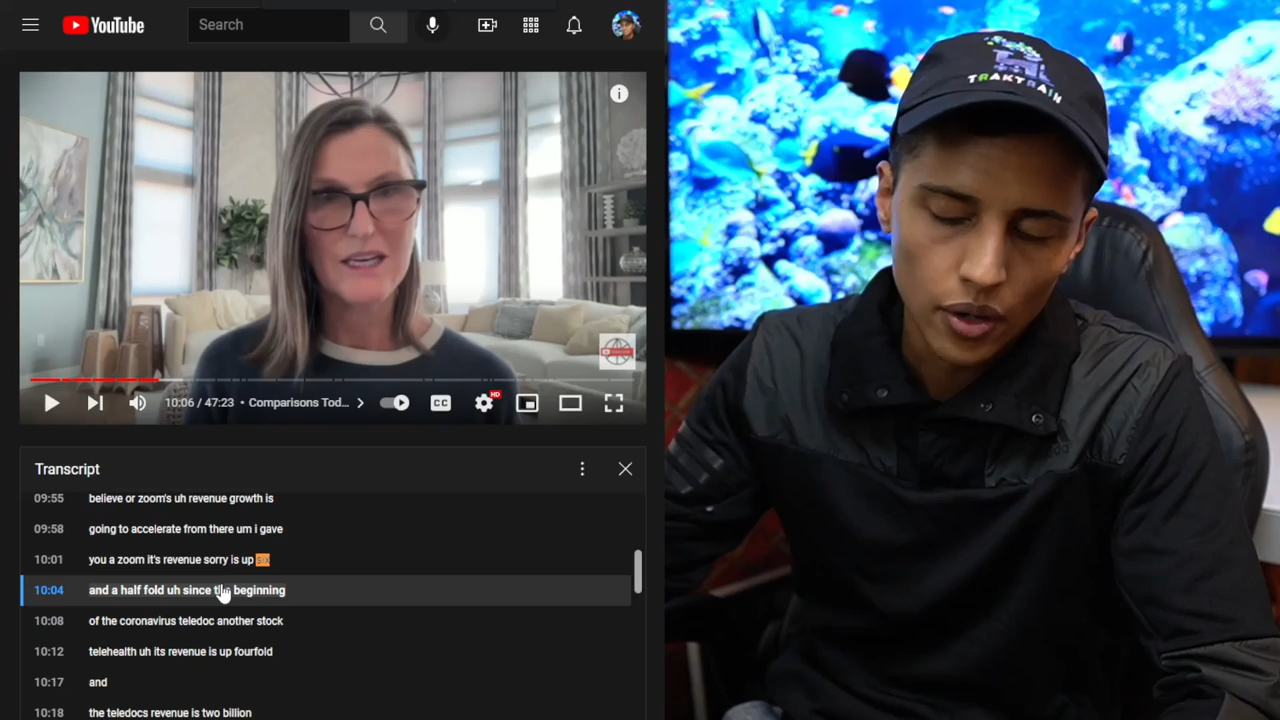 YouTube
Search
HD
10:06 / 47:23 • Comparisons Tod...
CC
Transcript
09:55 believe or zoom's uh revenue growth is
09:58 going to accelerate from there um i gave
10:01 you a zoom it's revenue sorry is up six
10:04 and a half fold uh since the beginning
10:08 of the coronavirus teledoc another stock
10:12 telehealth uh its revenue is up fourfold
10:17 and
10:18 the teledocs revenue is two billion
TRAKTRAIN